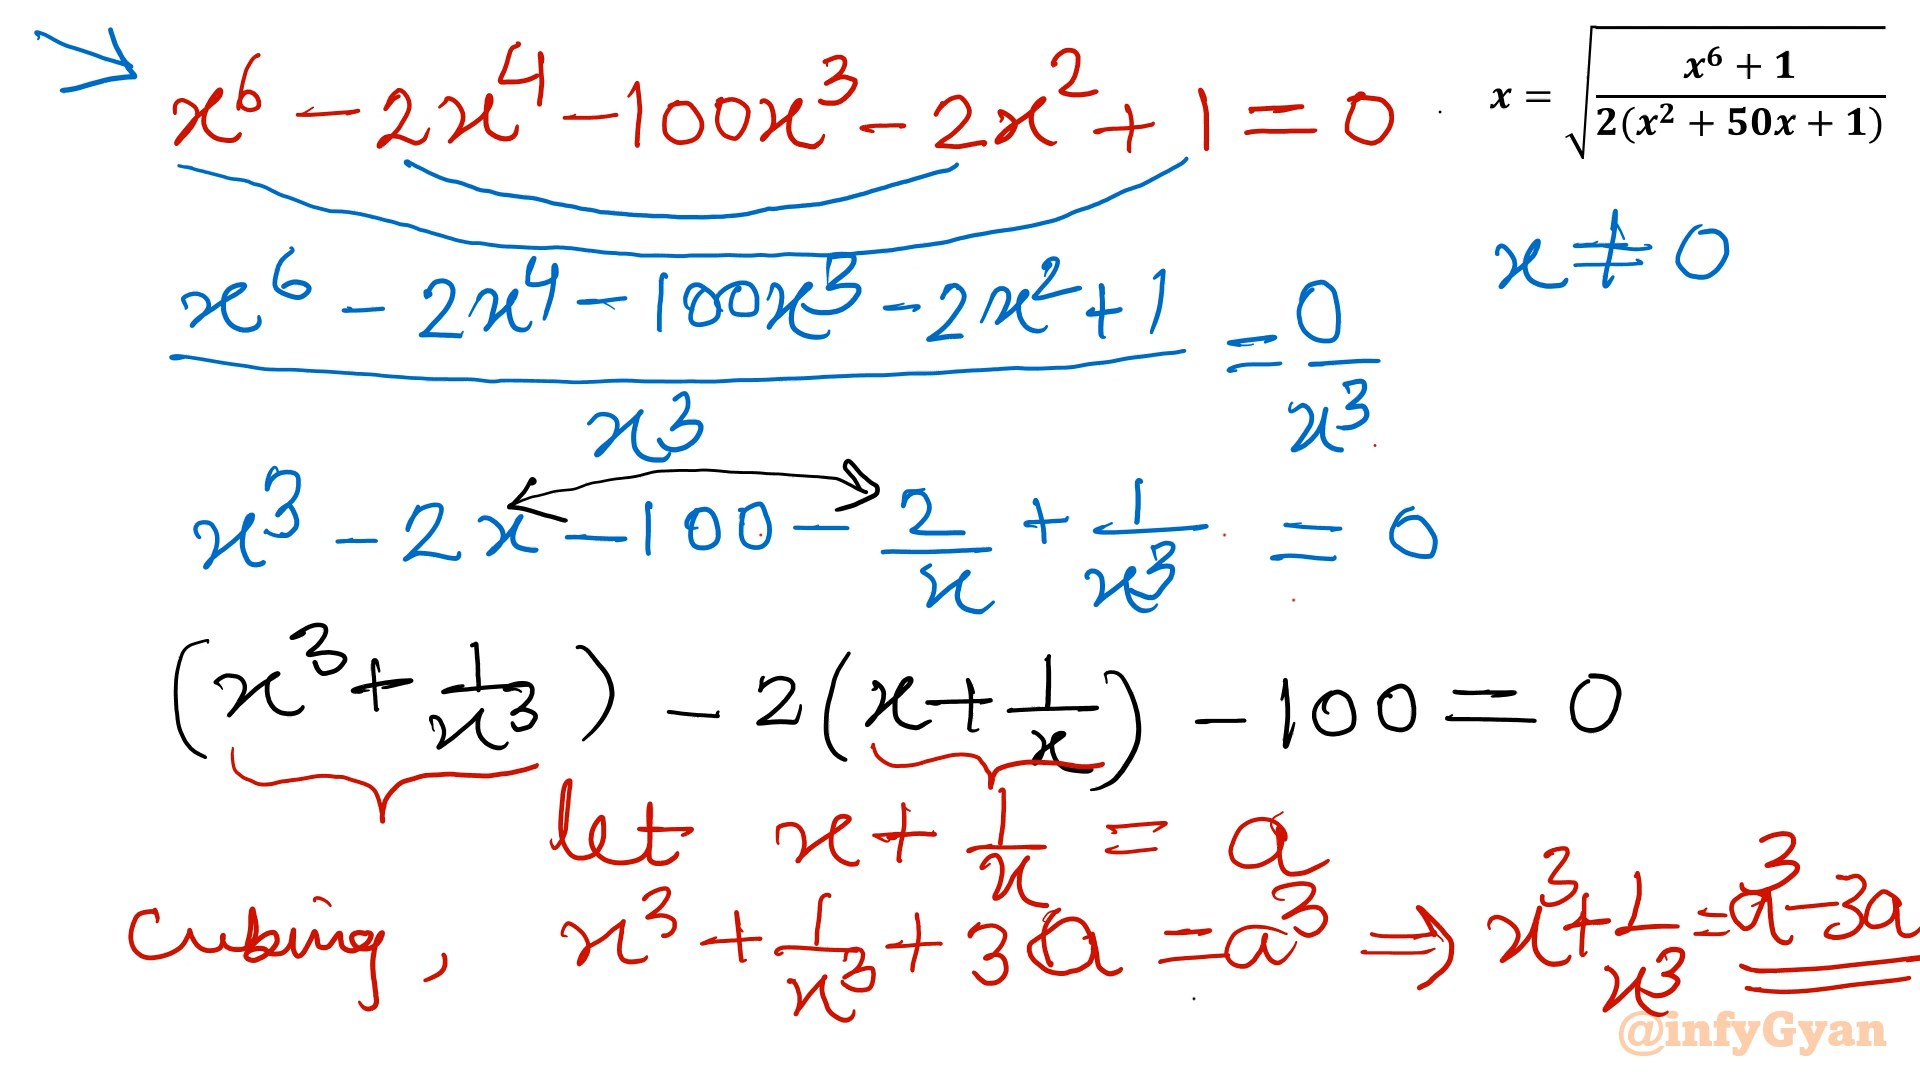 x⁶ − 2x⁴ − 100x³ − 2x² + 1 = 0
x = √((x⁶ + 1)/(2(x² + 50x + 1)))
x ≠ 0
(x⁶ − 2x⁴ − 100x³ − 2x² + 1)/x³ = 0/x³
x³ − 2x − 100 − 2/x + 1/x³ = 0
(x³ + 1/x³) − 2(x + 1/x) − 100 = 0
let x + 1/x = a
Cubing, x³ + 1/x³ + 3a = a³ ⇒ x³ + 1/x³ = a³ − 3a
@infyGyan